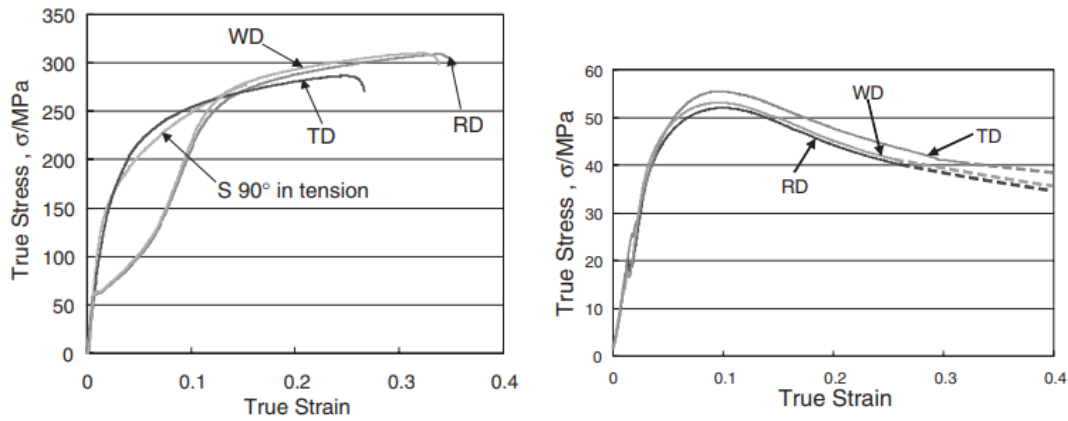 350
300
250
200
150
100
50
0
0
0.1
0.2
0.3
0.4
True Stress , σ/MPa
True Strain
WD
TD
RD
S 90° in tension
60
50
40
30
20
10
0
0
0.1
0.2
0.3
0.4
True Stress , σ/MPa
True Strain
WD
TD
RD